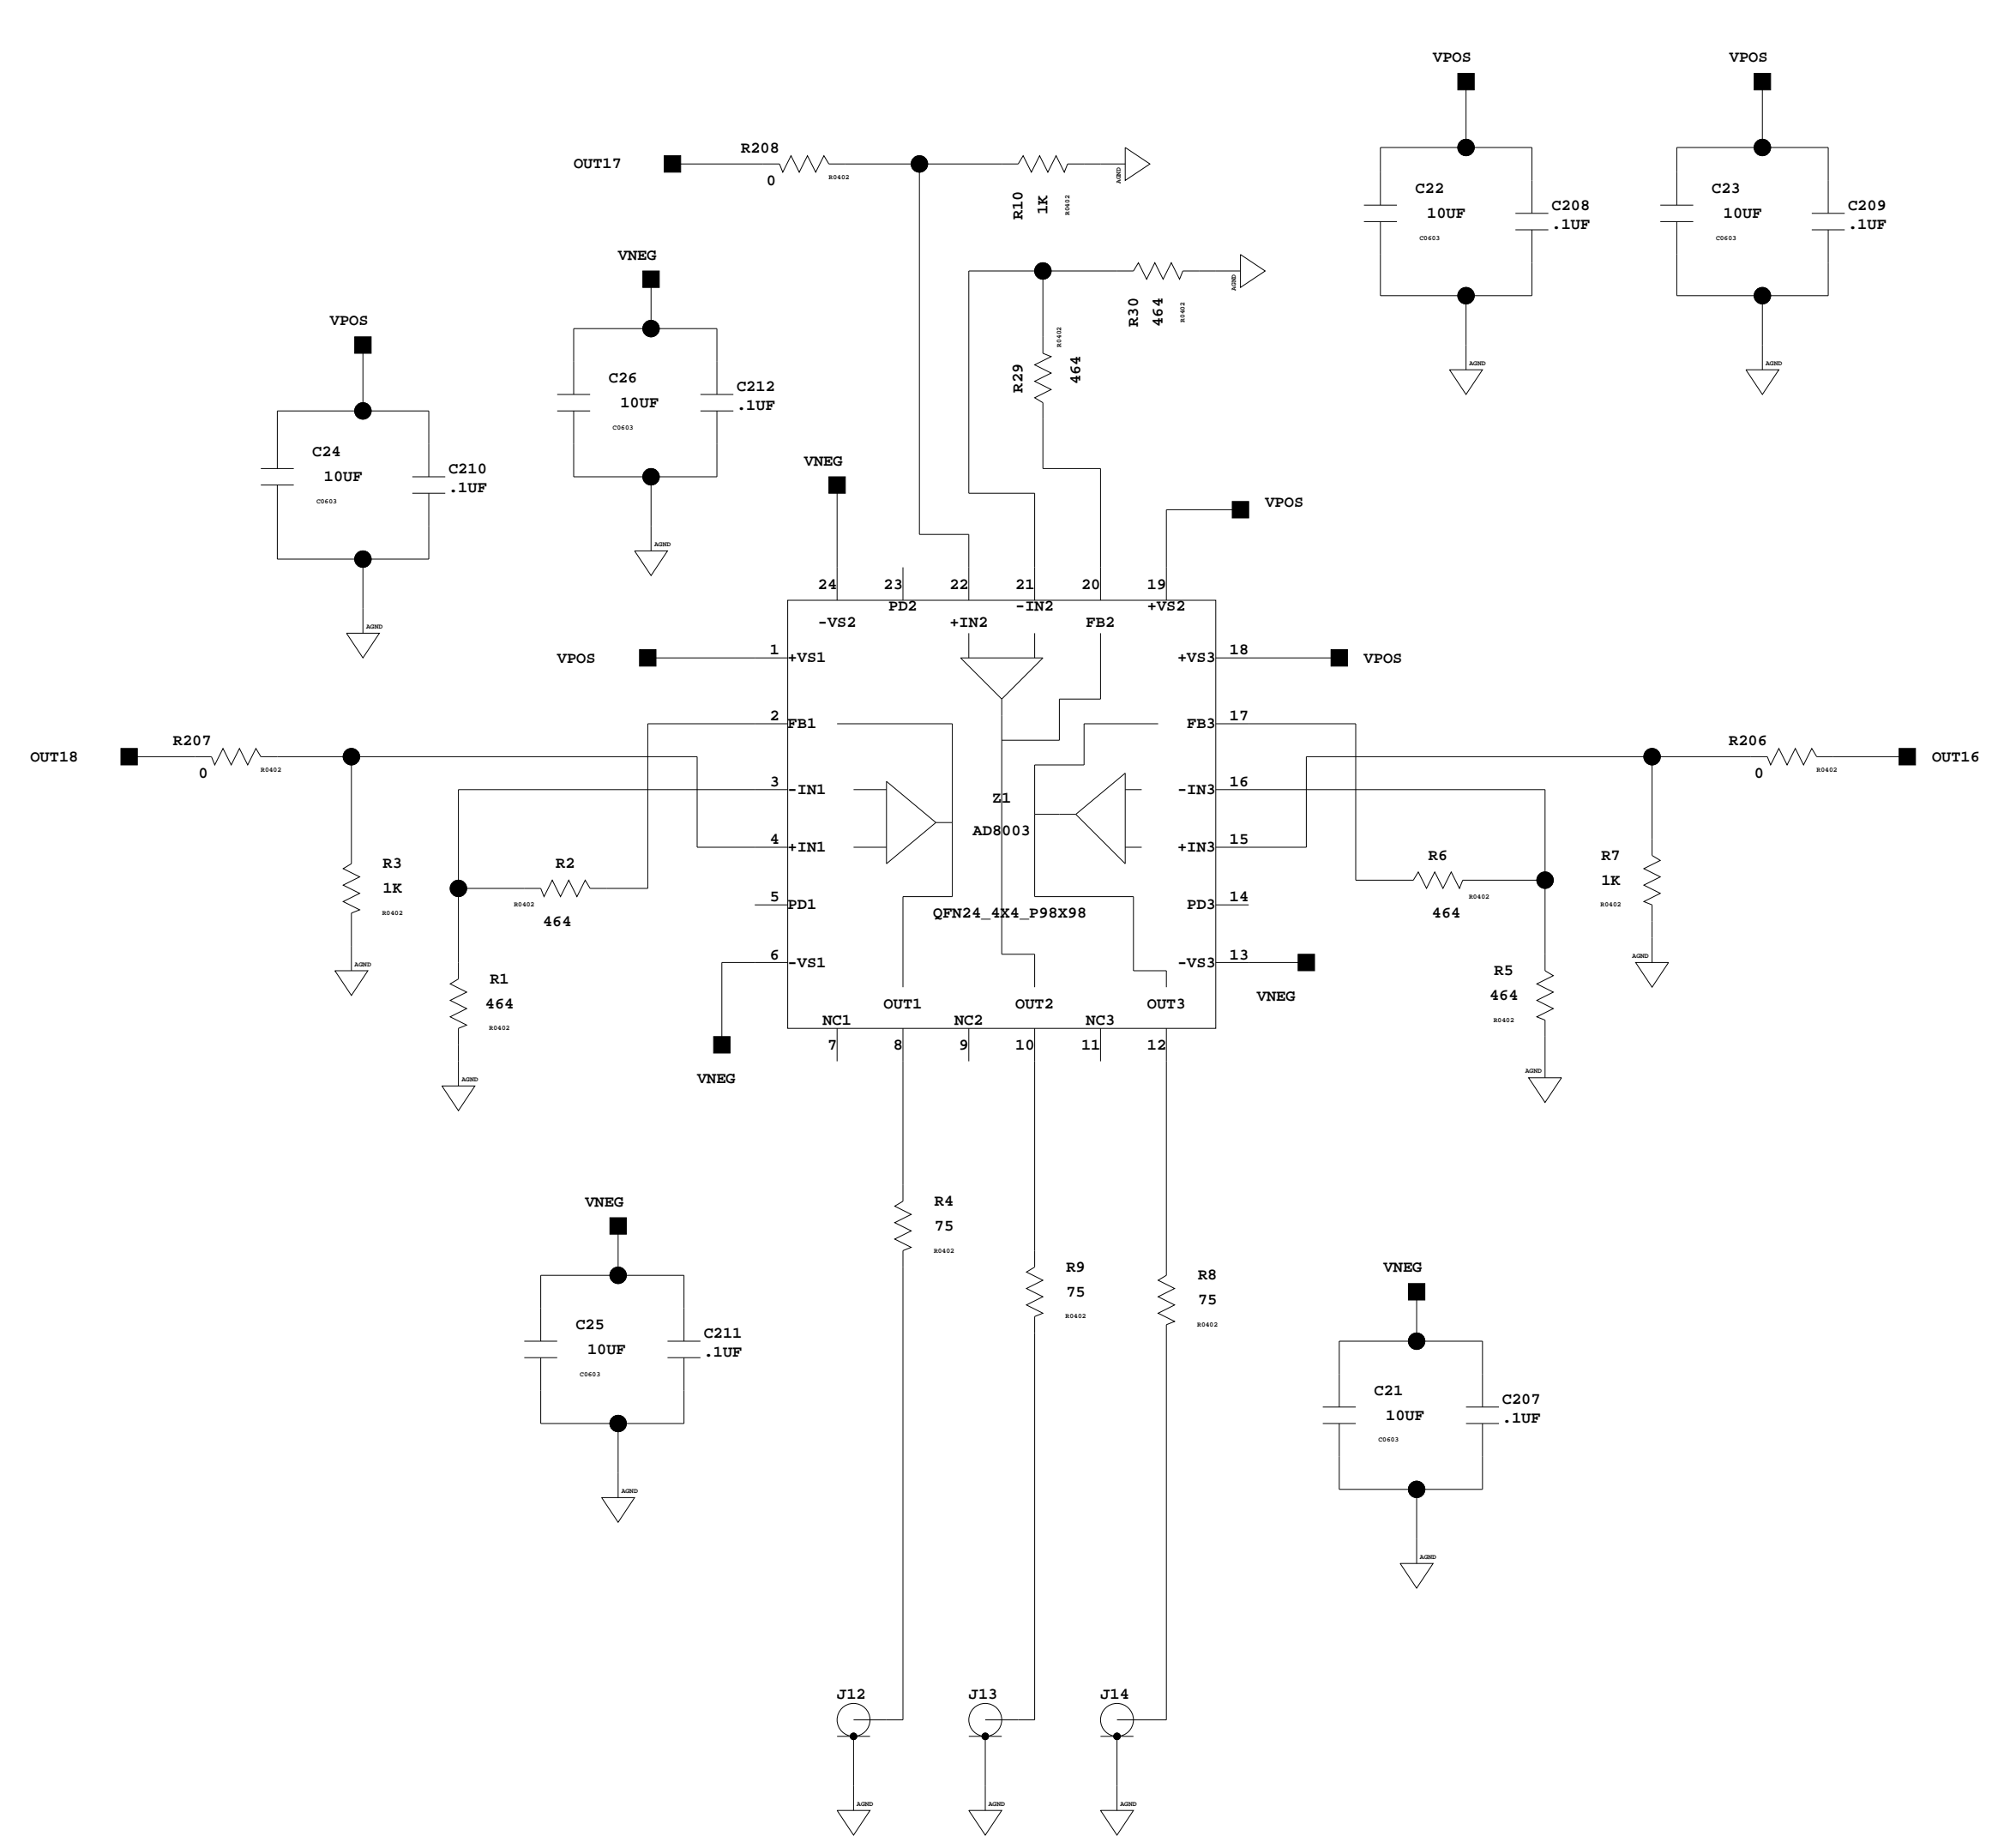 VPOS VPOS
R208
OUT17
0 R0402
R10 1K R0402 AGND
C22 C23
10UF C208 10UF C209
.1UF .1UF
C0603 C0603
VNEG
R30 464 R0402 AGND
VPOS
R0402
R29 464
AGND AGND
C26 C212
10UF .1UF
C0603
C24
10UF C210
.1UF
C0603
VNEG
VPOS
AGND
24 23 22 21 20 19
PD2 -IN2 +VS2
-VS2 +IN2 FB2
AGND
VPOS 1 +VS1 +VS3 18 VPOS
2 FB1 FB3 17
R207 R206
OUT18 OUT16
0 R0402 0 R0402
3 -IN1 -IN3 16
Z1
AD8003
4 +IN1 +IN3 15
R3 R2 R6 R7
1K 1K
R0402 R0402 R0402 R0402
464 464
5 PD1 PD3 14
QFN24_4X4_P98X98
AGND AGND
6 -VS1 -VS3 13
R1 R5
464 464
R0402 R0402
VNEG
OUT1 OUT2 OUT3
NC1 NC2 NC3
7 8 9 10 11 12
VNEG
AGND AGND
VNEG
R4
75
R0402
R9
75
R0402
R8
75
R0402
VNEG
C25 C211
10UF .1UF
C0603
C21 C207
10UF .1UF
C0603
AGND
AGND
J12 J13 J14
AGND AGND AGND